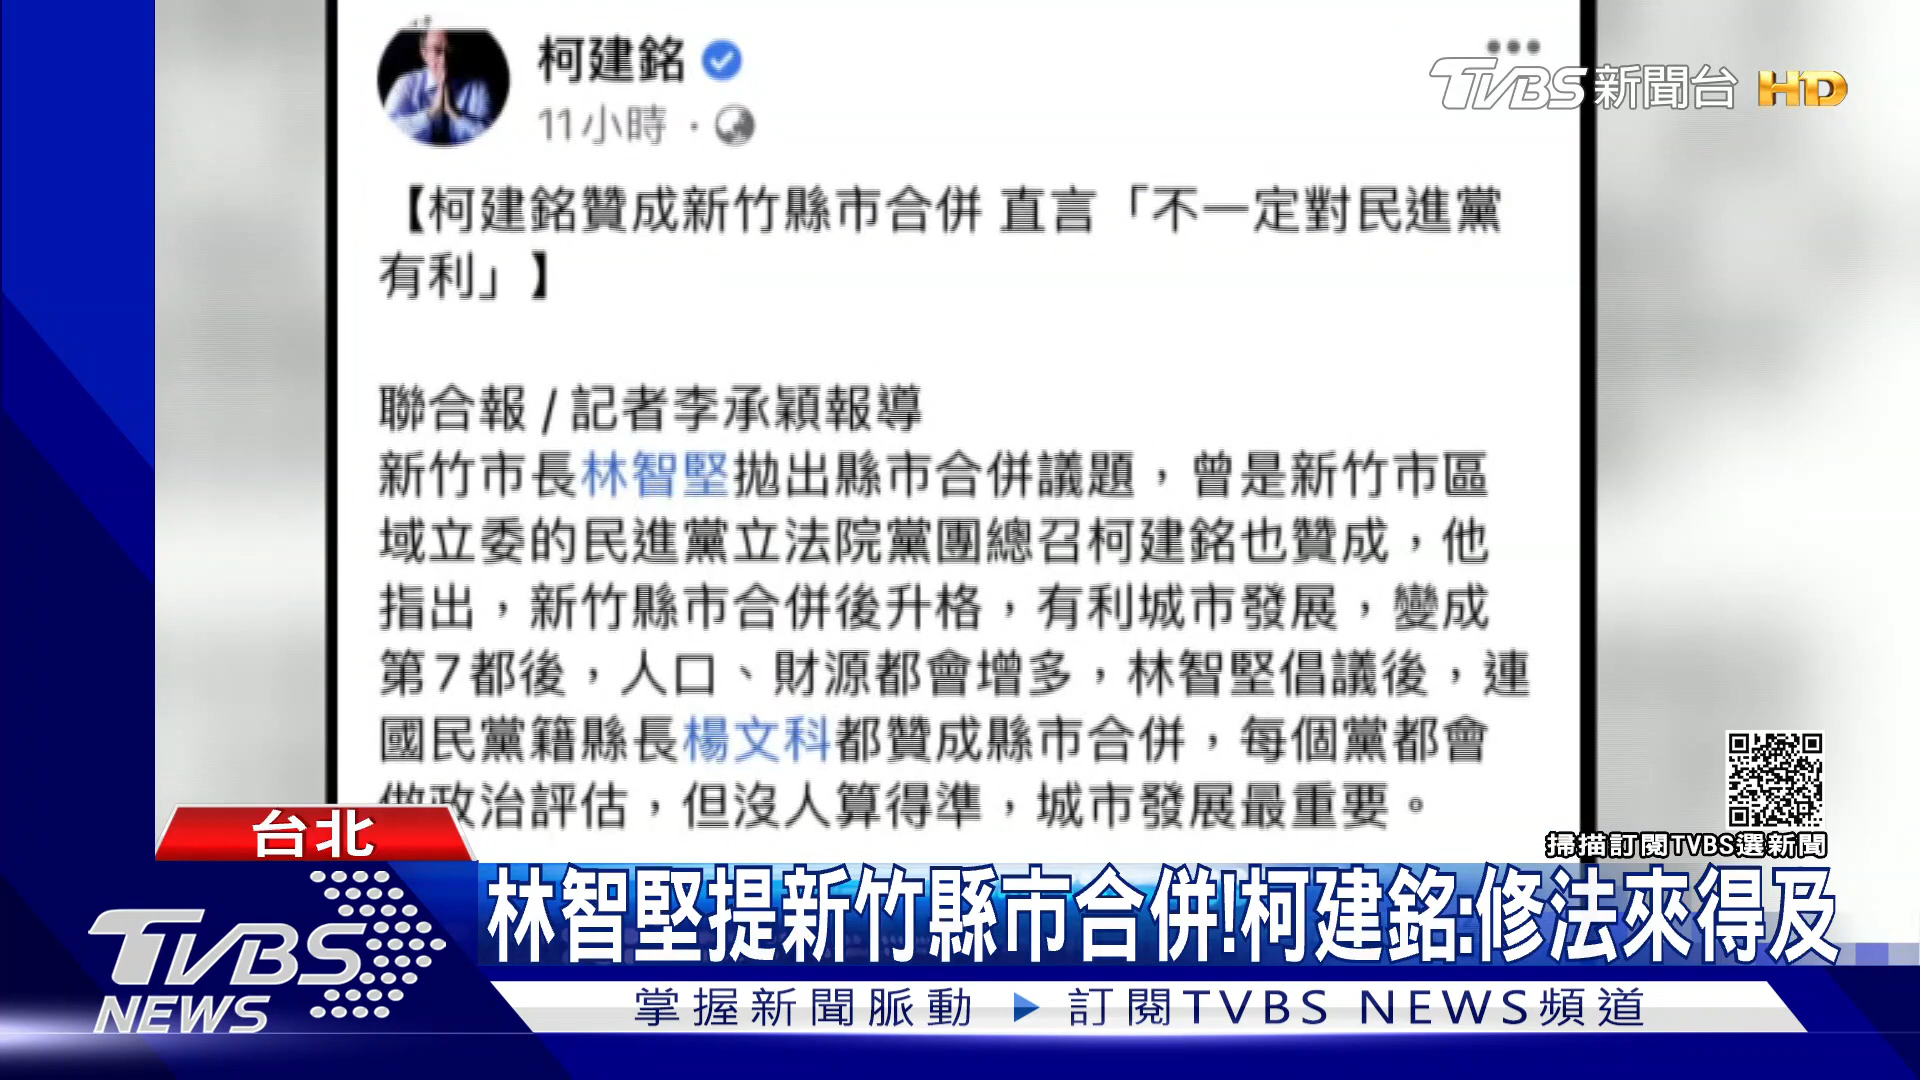 柯建銘
11小時
TVBS新聞台 HD
【柯建銘贊成新竹縣市合併 直言「不一定對民進黨
有利」】
聯合報 / 記者李承穎報導
新竹市長林智堅拋出縣市合併議題，曾是新竹市區
域立委的民進黨立法院黨團總召柯建銘也贊成，他
指出，新竹縣市合併後升格，有利城市發展，變成
第7都後，人口、財源都會增多，林智堅倡議後，連
國民黨籍縣長楊文科都贊成縣市合併，每個黨都會
做政治評估，但沒人算得準，城市發展最重要。
掃描訂閱TVBS選新聞
台北
林智堅提新竹縣市合併!柯建銘:修法來得及
TVBS
NEWS
掌握新聞脈動 ▶ 訂閱TVBS NEWS頻道